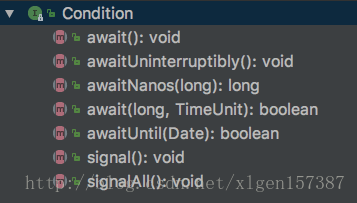 Condition
await(): void
awaitUninterruptibly(): void
awaitNanos(long): long
await(long, TimeUnit): boolean
awaitUntil(Date): boolean
signal(): void
signalAll(): void
http://blog.csdn.net/xlgen157387